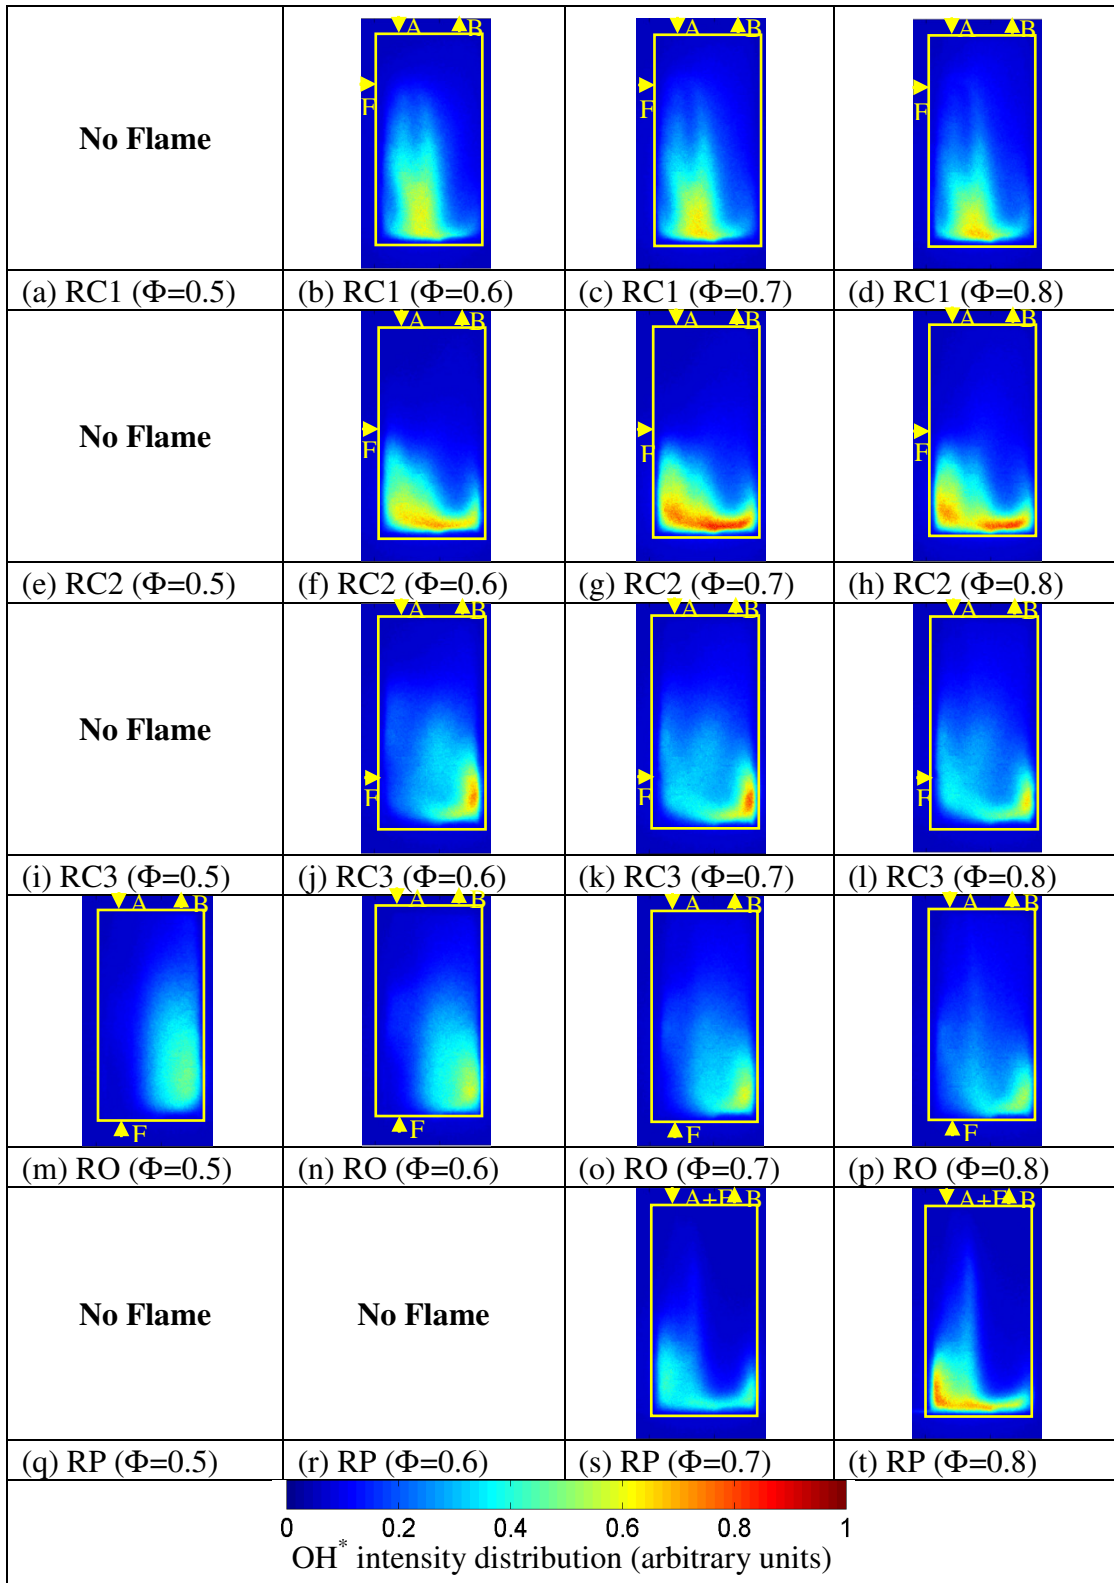 A B A B A B
No Flame
F F F
(a) RC1 (Φ=0.5) (b) RC1 (Φ=0.6) (c) RC1 (Φ=0.7) (d) RC1 (Φ=0.8)
A B A B A B
No Flame
F F F
(e) RC2 (Φ=0.5) (f) RC2 (Φ=0.6) (g) RC2 (Φ=0.7) (h) RC2 (Φ=0.8)
A B A B A B
No Flame
F F F
(i) RC3 (Φ=0.5) (j) RC3 (Φ=0.6) (k) RC3 (Φ=0.7) (l) RC3 (Φ=0.8)
A B A B A B A B
F F F F
(m) RO (Φ=0.5) (n) RO (Φ=0.6) (o) RO (Φ=0.7) (p) RO (Φ=0.8)
A+F B A+F B
No Flame No Flame
(q) RP (Φ=0.5) (r) RP (Φ=0.6) (s) RP (Φ=0.7) (t) RP (Φ=0.8)
0 0.2 0.4 0.6 0.8 1
OH* intensity distribution (arbitrary units)